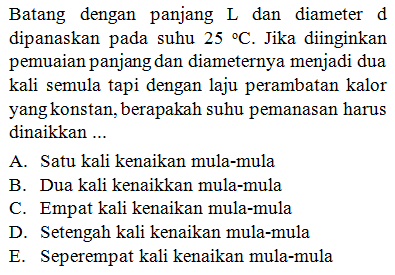 Batang dengan panjang L dan diameter d
dipanaskan pada suhu 25 °C. Jika diinginkan
pemuaian panjang dan diameternya menjadi dua
kali semula tapi dengan laju perambatan kalor
yang konstan, berapakah suhu pemanasan harus
dinaikkan ...
A. Satu kali kenaikan mula-mula
B. Dua kali kenaikkan mula-mula
C. Empat kali kenaikan mula-mula
D. Setengah kali kenaikan mula-mula
E. Seperempat kali kenaikan mula-mula